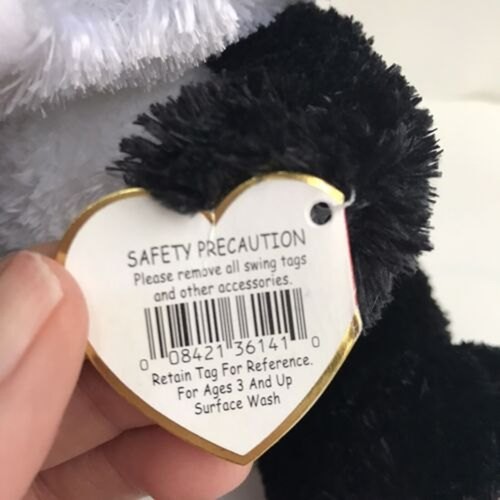 SAFETY PRECAUTION
Please remove all swing tags
and other accessories.
0 08421 36141 0
Retain Tag For Reference.
For Ages 3 And Up
Surface Wash